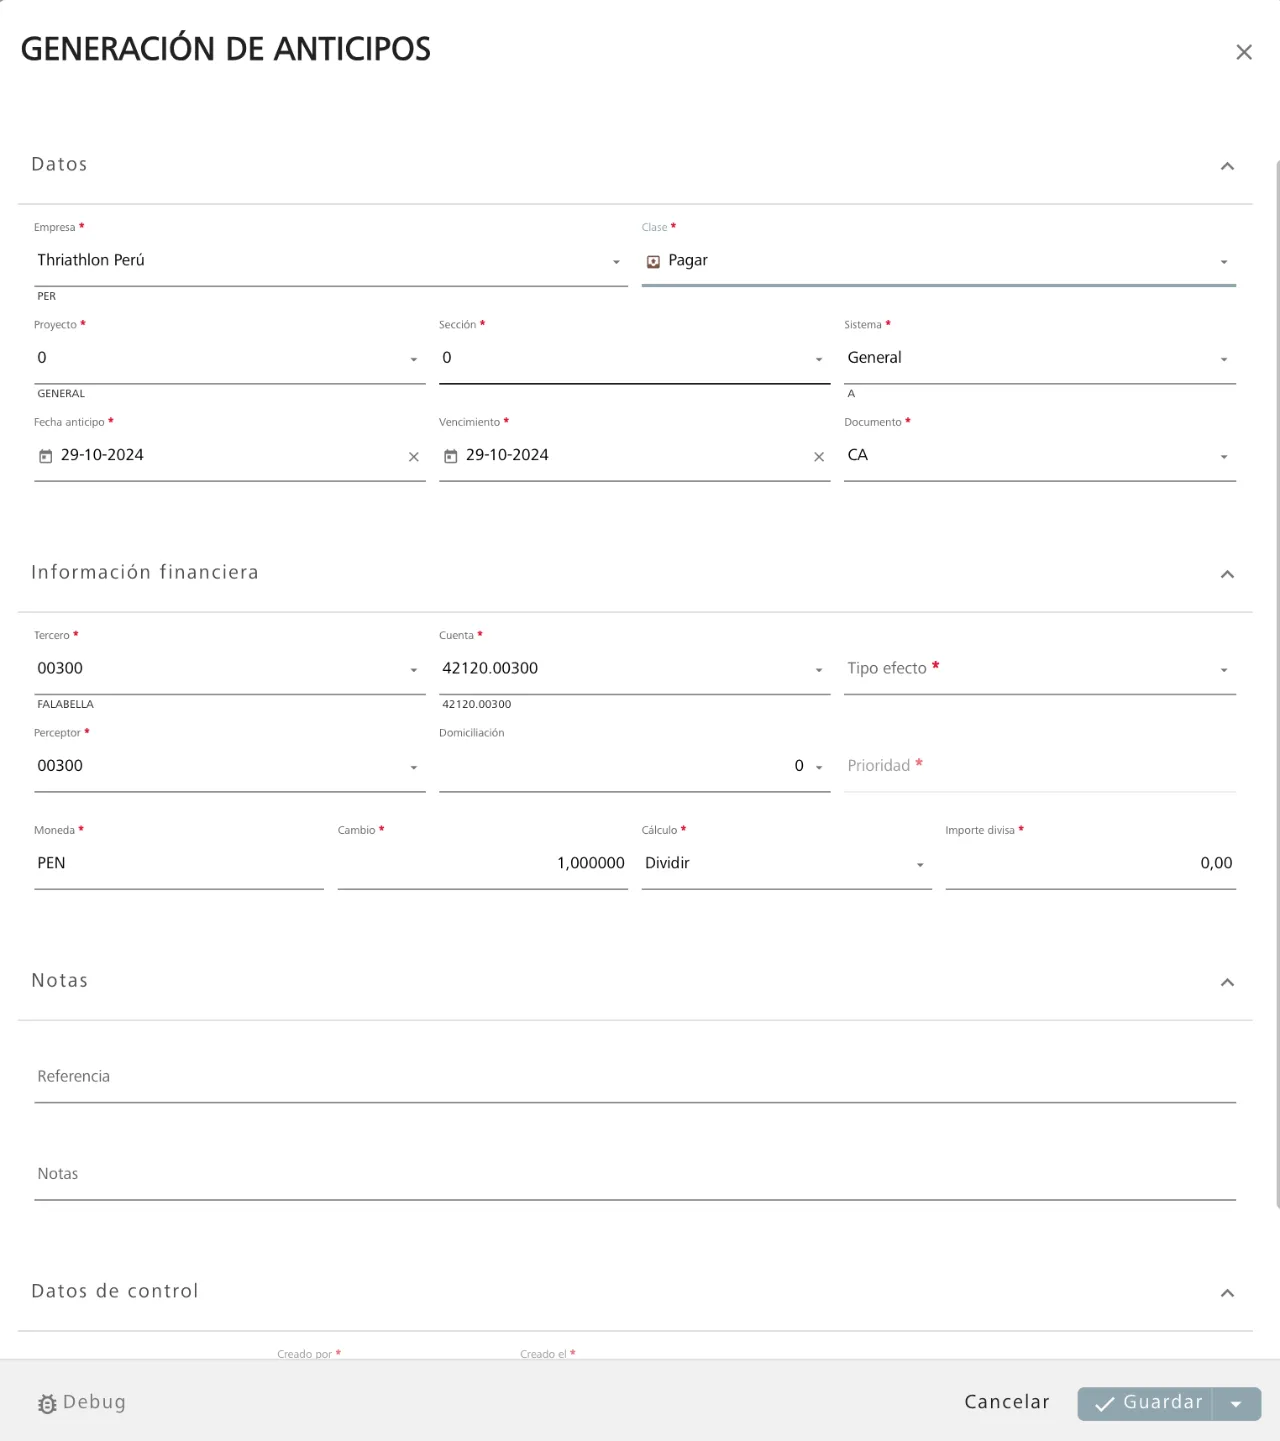 GENERACIÓN DE ANTICIPOS
Datos
Empresa * Clase *
Thriathlon Perú Pagar
PER
Proyecto * Sección * Sistema *
0 0 General
GENERAL A
Fecha anticipo * Vencimiento * Documento *
29-10-2024 29-10-2024 CA
Información financiera
Tercero * Cuenta *
00300 42120.00300 Tipo efecto *
FALABELLA 42120.00300
Perceptor * Domiciliación
00300 0 Prioridad *
Moneda * Cambio * Cálculo * Importe divisa *
PEN 1,000000 Dividir 0,00
Notas
Referencia
Notas
Datos de control
Creado por * Creado el *
Debug Cancelar Guardar